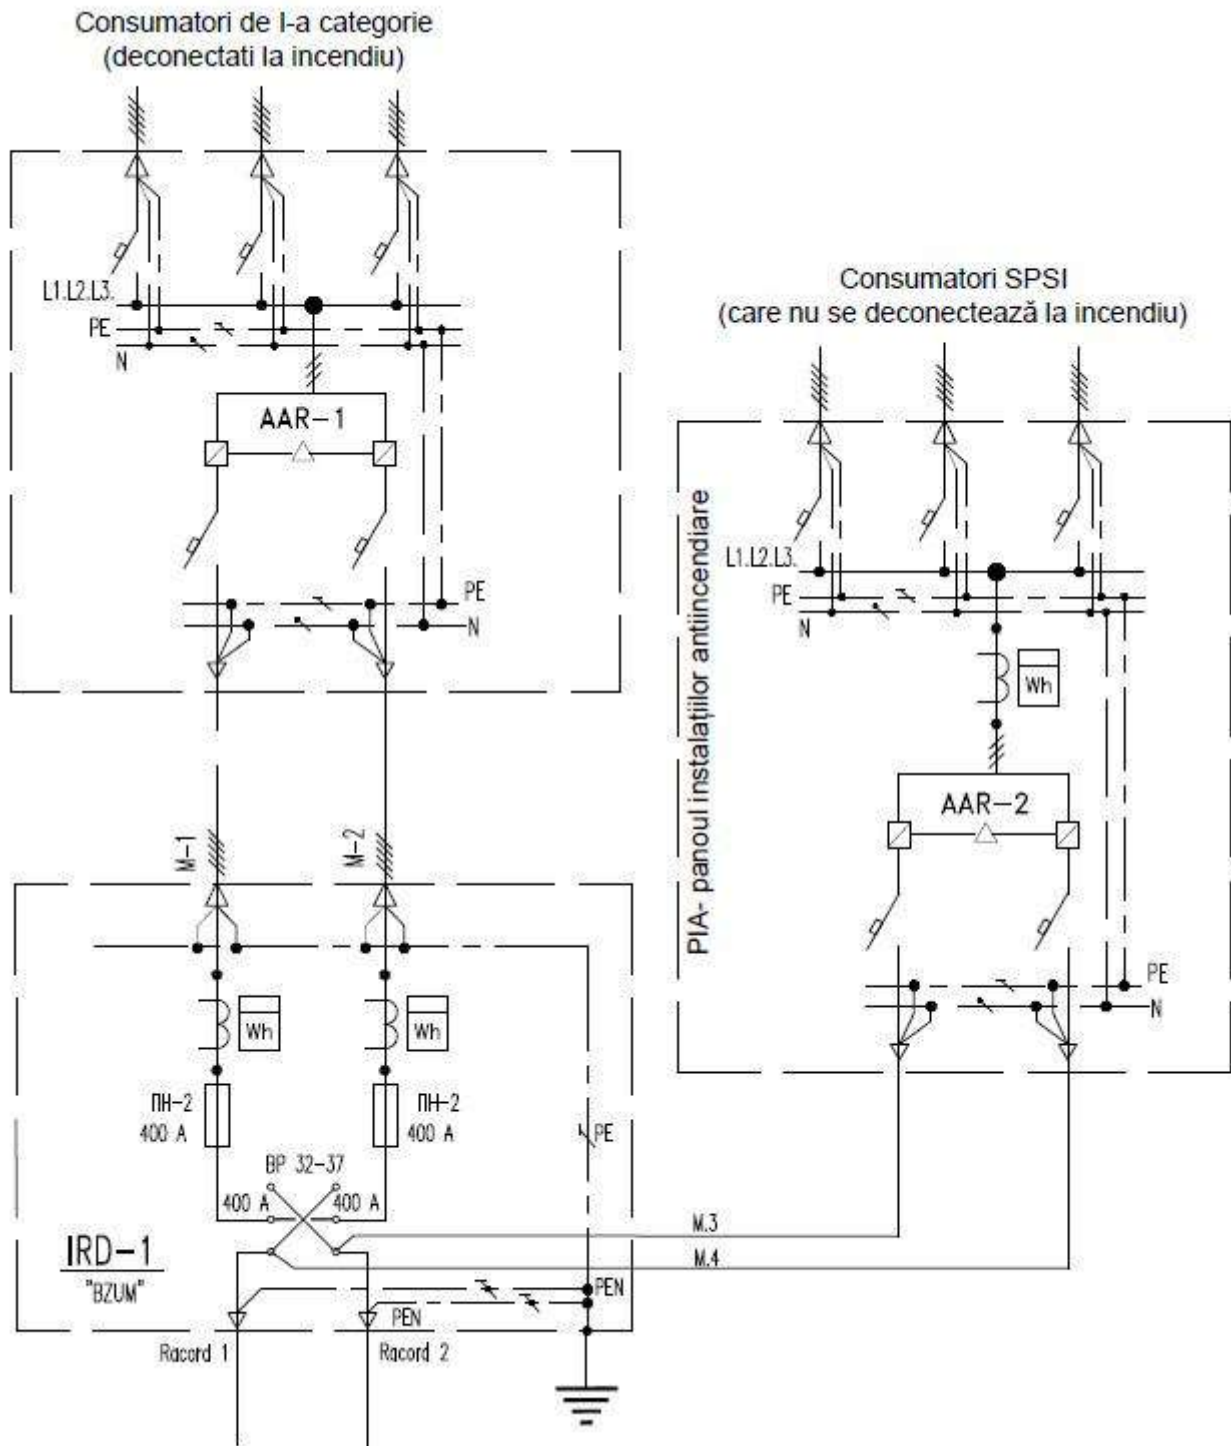 Consumatori de I-a categorie
(deconectati la incendiu)
L1.L2.L3.
PE
N
AAR-1
PE
N
Consumatori SPSI
(care nu se deconectează la incendiu)
PIA- panoul instalațiilor antiincendiare
L1.L2.L3.
PE
N
Wh
AAR-2
PE
N
M-1
M-2
Wh
Wh
ПН-2
400 A
ПН-2
400 A
PE
BP 32-37
400 A
400 A
IRD-1
"BZUM"
M.3
M.4
PEN
PEN
Racord 1
Racord 2